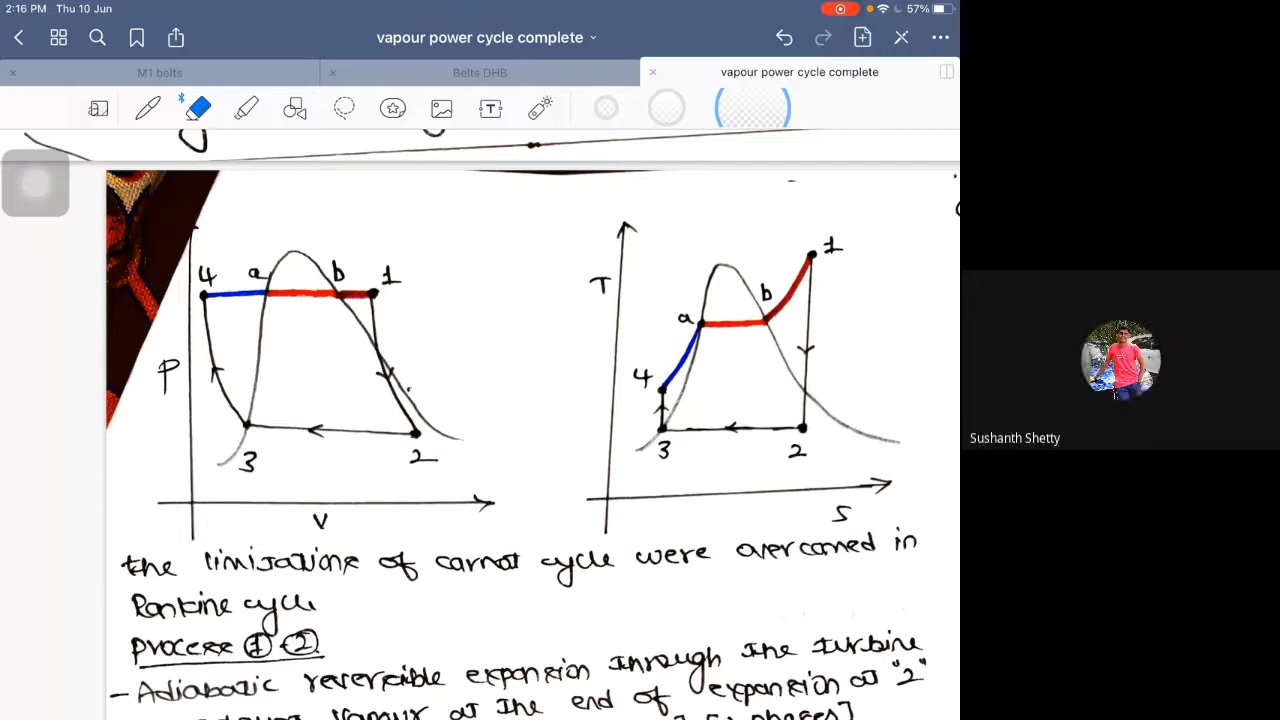 2:16 PM Thu 10 Jun
57%
vapour power cycle complete
M1 belts
Belts DHB
vapour power cycle complete
4 a b 1
P
3 2
V
T
1
b
a
4
3 2
S
the limitations of carnot cycle were overcomed in
Rankine cycle
process ① - ②
- Adiabatic reversible expansion through the turbine
vapour at the end of expansion at "2"
phases]
Sushanth Shetty